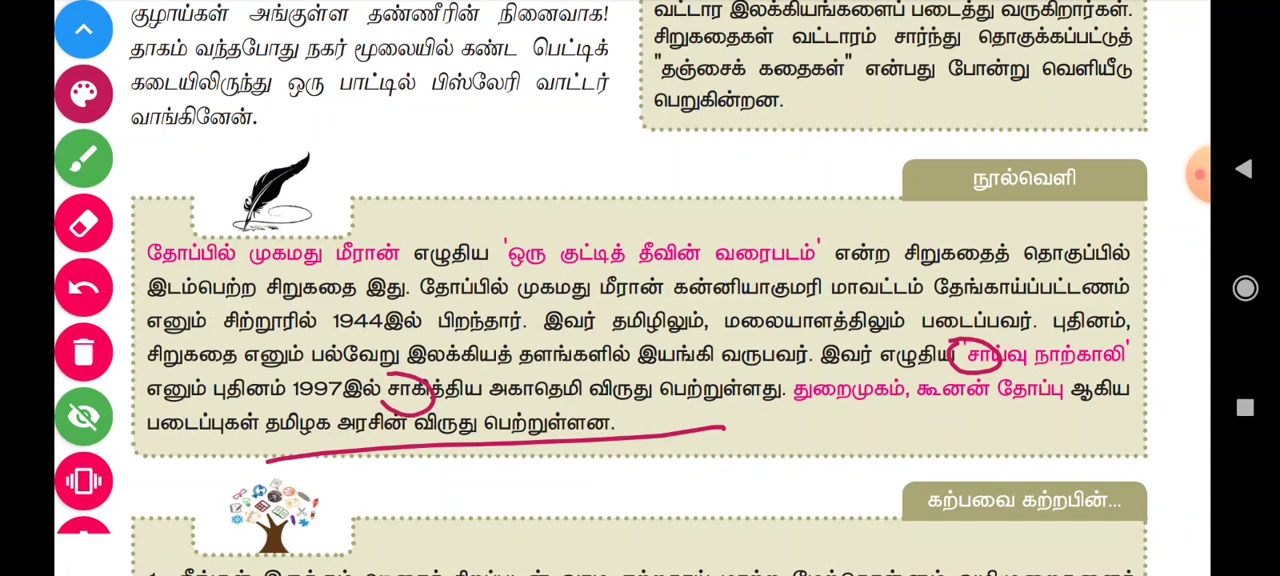 குழாய்கள் அங்குள்ள தண்ணீரின் நினைவாக!
தாகம் வந்தபோது நகர் மூலையில் கண்ட பெட்டிக்
கடையிலிருந்து ஒரு பாட்டில் பிஸ்லேரி வாட்டர்
வாங்கினேன்.
வட்டார இலக்கியங்களைப் படைத்து வருகிறார்கள்.
சிறுகதைகள் வட்டாரம் சார்ந்து தொகுக்கப்பட்டுத்
"தஞ்சைக் கதைகள்" என்பது போன்று வெளியீடு
பெறுகின்றன.
நூல்வெளி
தோப்பில் முகமது மீரான் எழுதிய 'ஒரு குட்டித் தீவின் வரைபடம்' என்ற சிறுகதைத் தொகுப்பில்
இடம்பெற்ற சிறுகதை இது. தோப்பில் முகமது மீரான் கன்னியாகுமரி மாவட்டம் தேங்காய்ப்பட்டணம்
எனும் சிற்றூரில் 1944இல் பிறந்தார். இவர் தமிழிலும், மலையாளத்திலும் படைப்பவர். புதினம்,
சிறுகதை எனும் பல்வேறு இலக்கியத் தளங்களில் இயங்கி வருபவர். இவர் எழுதிய 'சாய்வு நாற்காலி'
எனும் புதினம் 1997இல் சாகித்திய அகாதெமி விருது பெற்றுள்ளது. துறைமுகம், கூனன் தோப்பு ஆகிய
படைப்புகள் தமிழக அரசின் விருது பெற்றுள்ளன.
கற்பவை கற்றபின்...